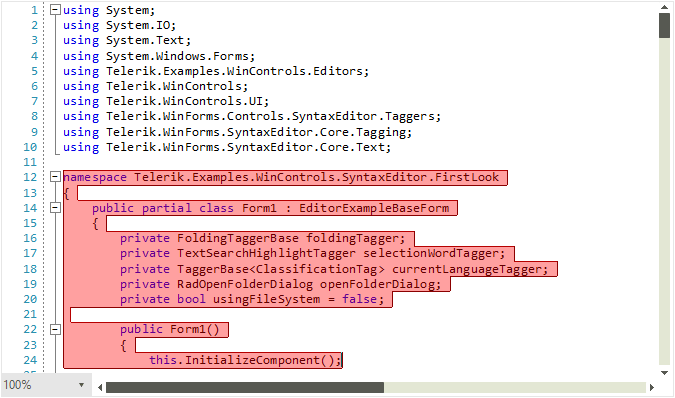 1 using System;
2 using System.IO;
3 using System.Text;
4 using System.Windows.Forms;
5 using Telerik.Examples.WinControls.Editors;
6 using Telerik.WinControls;
7 using Telerik.WinControls.UI;
8 using Telerik.WinForms.Controls.SyntaxEditor.Taggers;
9 using Telerik.WinForms.SyntaxEditor.Core.Tagging;
10 using Telerik.WinForms.SyntaxEditor.Core.Text;
11
12 namespace Telerik.Examples.WinControls.SyntaxEditor.FirstLook
13 {
14 public partial class Form1 : EditorExampleBaseForm
15 {
16 private FoldingTaggerBase foldingTagger;
17 private TextSearchHighlightTagger selectionWordTagger;
18 private TaggerBase<ClassificationTag> currentLanguageTagger;
19 private RadOpenFolderDialog openFolderDialog;
20 private bool usingFileSystem = false;
21
22 public Form1()
23 {
24 this.InitializeComponent();
100%